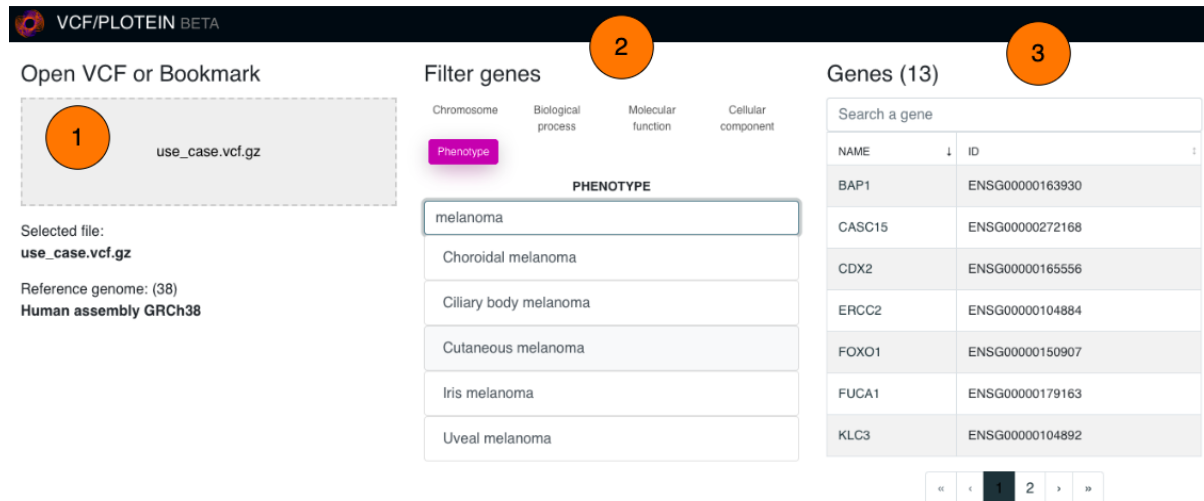 VCF/PLOTEIN BETA
1
2
3
Open VCF or Bookmark
use_case.vcf.gz
Selected file:
use_case.vcf.gz
Reference genome: (38)
Human assembly GRCh38
Filter genes
Chromosome
Biological process
Molecular function
Cellular component
Phenotype
PHENOTYPE
melanoma
Choroidal melanoma
Ciliary body melanoma
Cutaneous melanoma
Iris melanoma
Uveal melanoma
Genes (13)
Search a gene
NAME ↓ ID
BAP1 ENSG00000163930
CASC15 ENSG00000272168
CDX2 ENSG00000165556
ERCC2 ENSG00000104884
FOXO1 ENSG00000150907
FUCA1 ENSG00000179163
KLC3 ENSG00000104892
« ‹ 1 2 › »